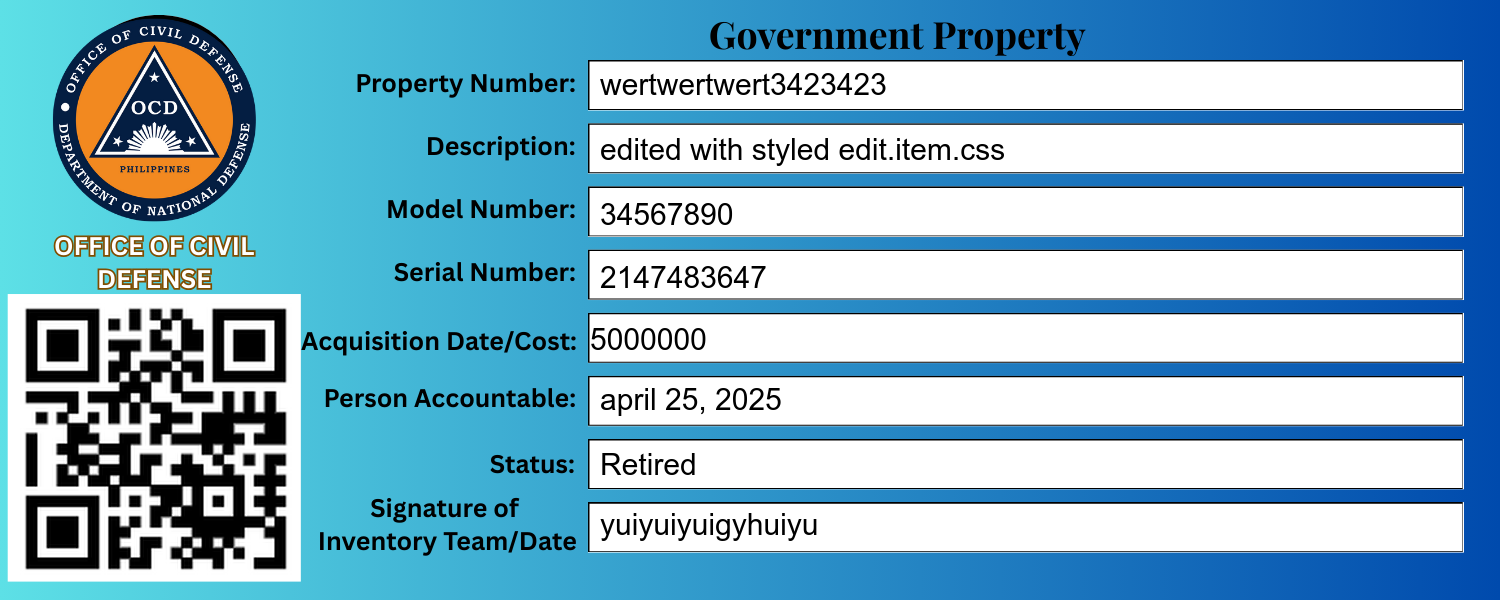 OFFICE OF CIVIL DEFENSE
OCD
PHILIPPINES
DEPARTMENT OF NATIONAL DEFENSE
OFFICE OF CIVIL
DEFENSE
Government Property
Property Number: wertwertwert3423423
Description: edited with styled edit.item.css
Model Number: 34567890
Serial Number: 2147483647
Acquisition Date/Cost: 5000000
Person Accountable: april 25, 2025
Status: Retired
Signature of
Inventory Team/Date yuiyuiyuigyhuiyu